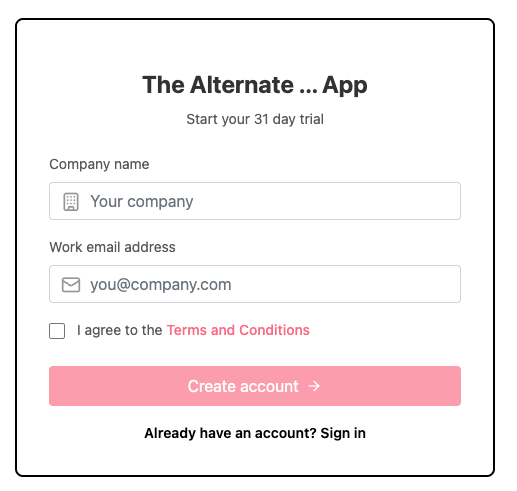 The Alternate ... App
Start your 31 day trial
Company name
Your company
Work email address
you@company.com
I agree to the Terms and Conditions
Create account →
Already have an account? Sign in